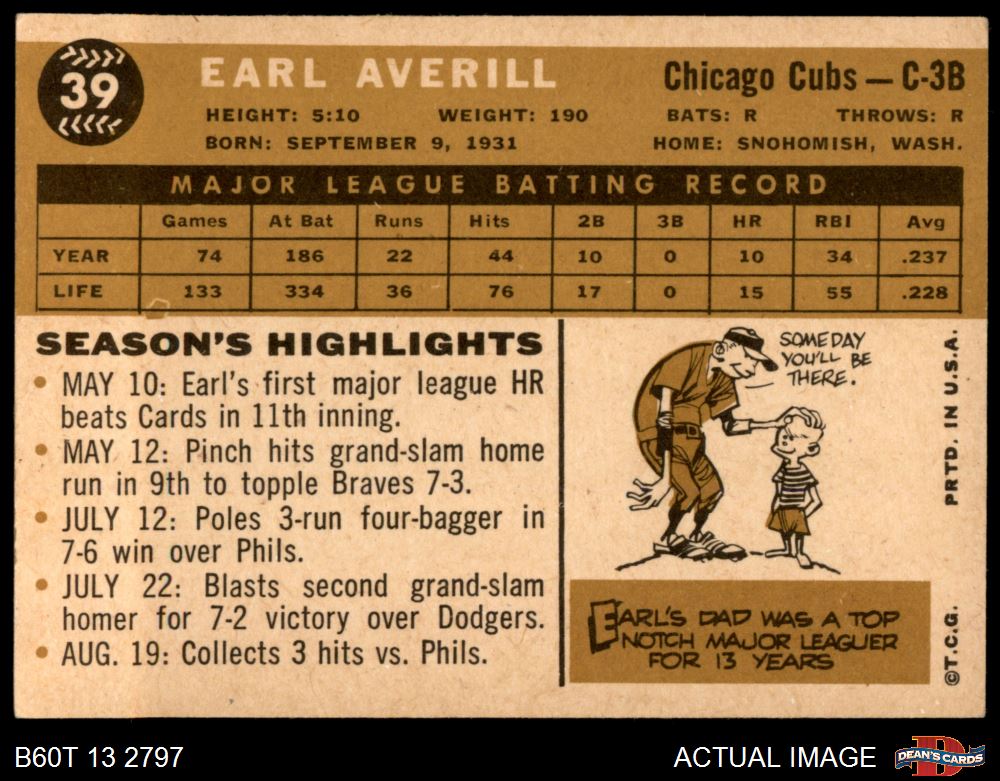 39
EARL AVERILL
Chicago Cubs — C-3B
HEIGHT: 5:10 WEIGHT: 190 BATS: R THROWS: R
BORN: SEPTEMBER 9, 1931 HOME: SNOHOMISH, WASH.
MAJOR LEAGUE BATTING RECORD
Games At Bat Runs Hits 2B 3B HR RBI Avg
YEAR 74 186 22 44 10 0 10 34 .237
LIFE 133 334 36 76 17 0 15 55 .228
SEASON'S HIGHLIGHTS
• MAY 10: Earl's first major league HR
beats Cards in 11th inning.
• MAY 12: Pinch hits grand-slam home
run in 9th to topple Braves 7-3.
• JULY 12: Poles 3-run four-bagger in
7-6 win over Phils.
• JULY 22: Blasts second grand-slam
homer for 7-2 victory over Dodgers.
• AUG. 19: Collects 3 hits vs. Phils.
SOMEDAY
YOU'LL BE
THERE.
EARL'S DAD WAS A TOP
NOTCH MAJOR LEAGUER
FOR 13 YEARS
©T.C.G. PRTD. IN U.S.A.
B60T 13 2797
ACTUAL IMAGE
DEAN'S CARDS